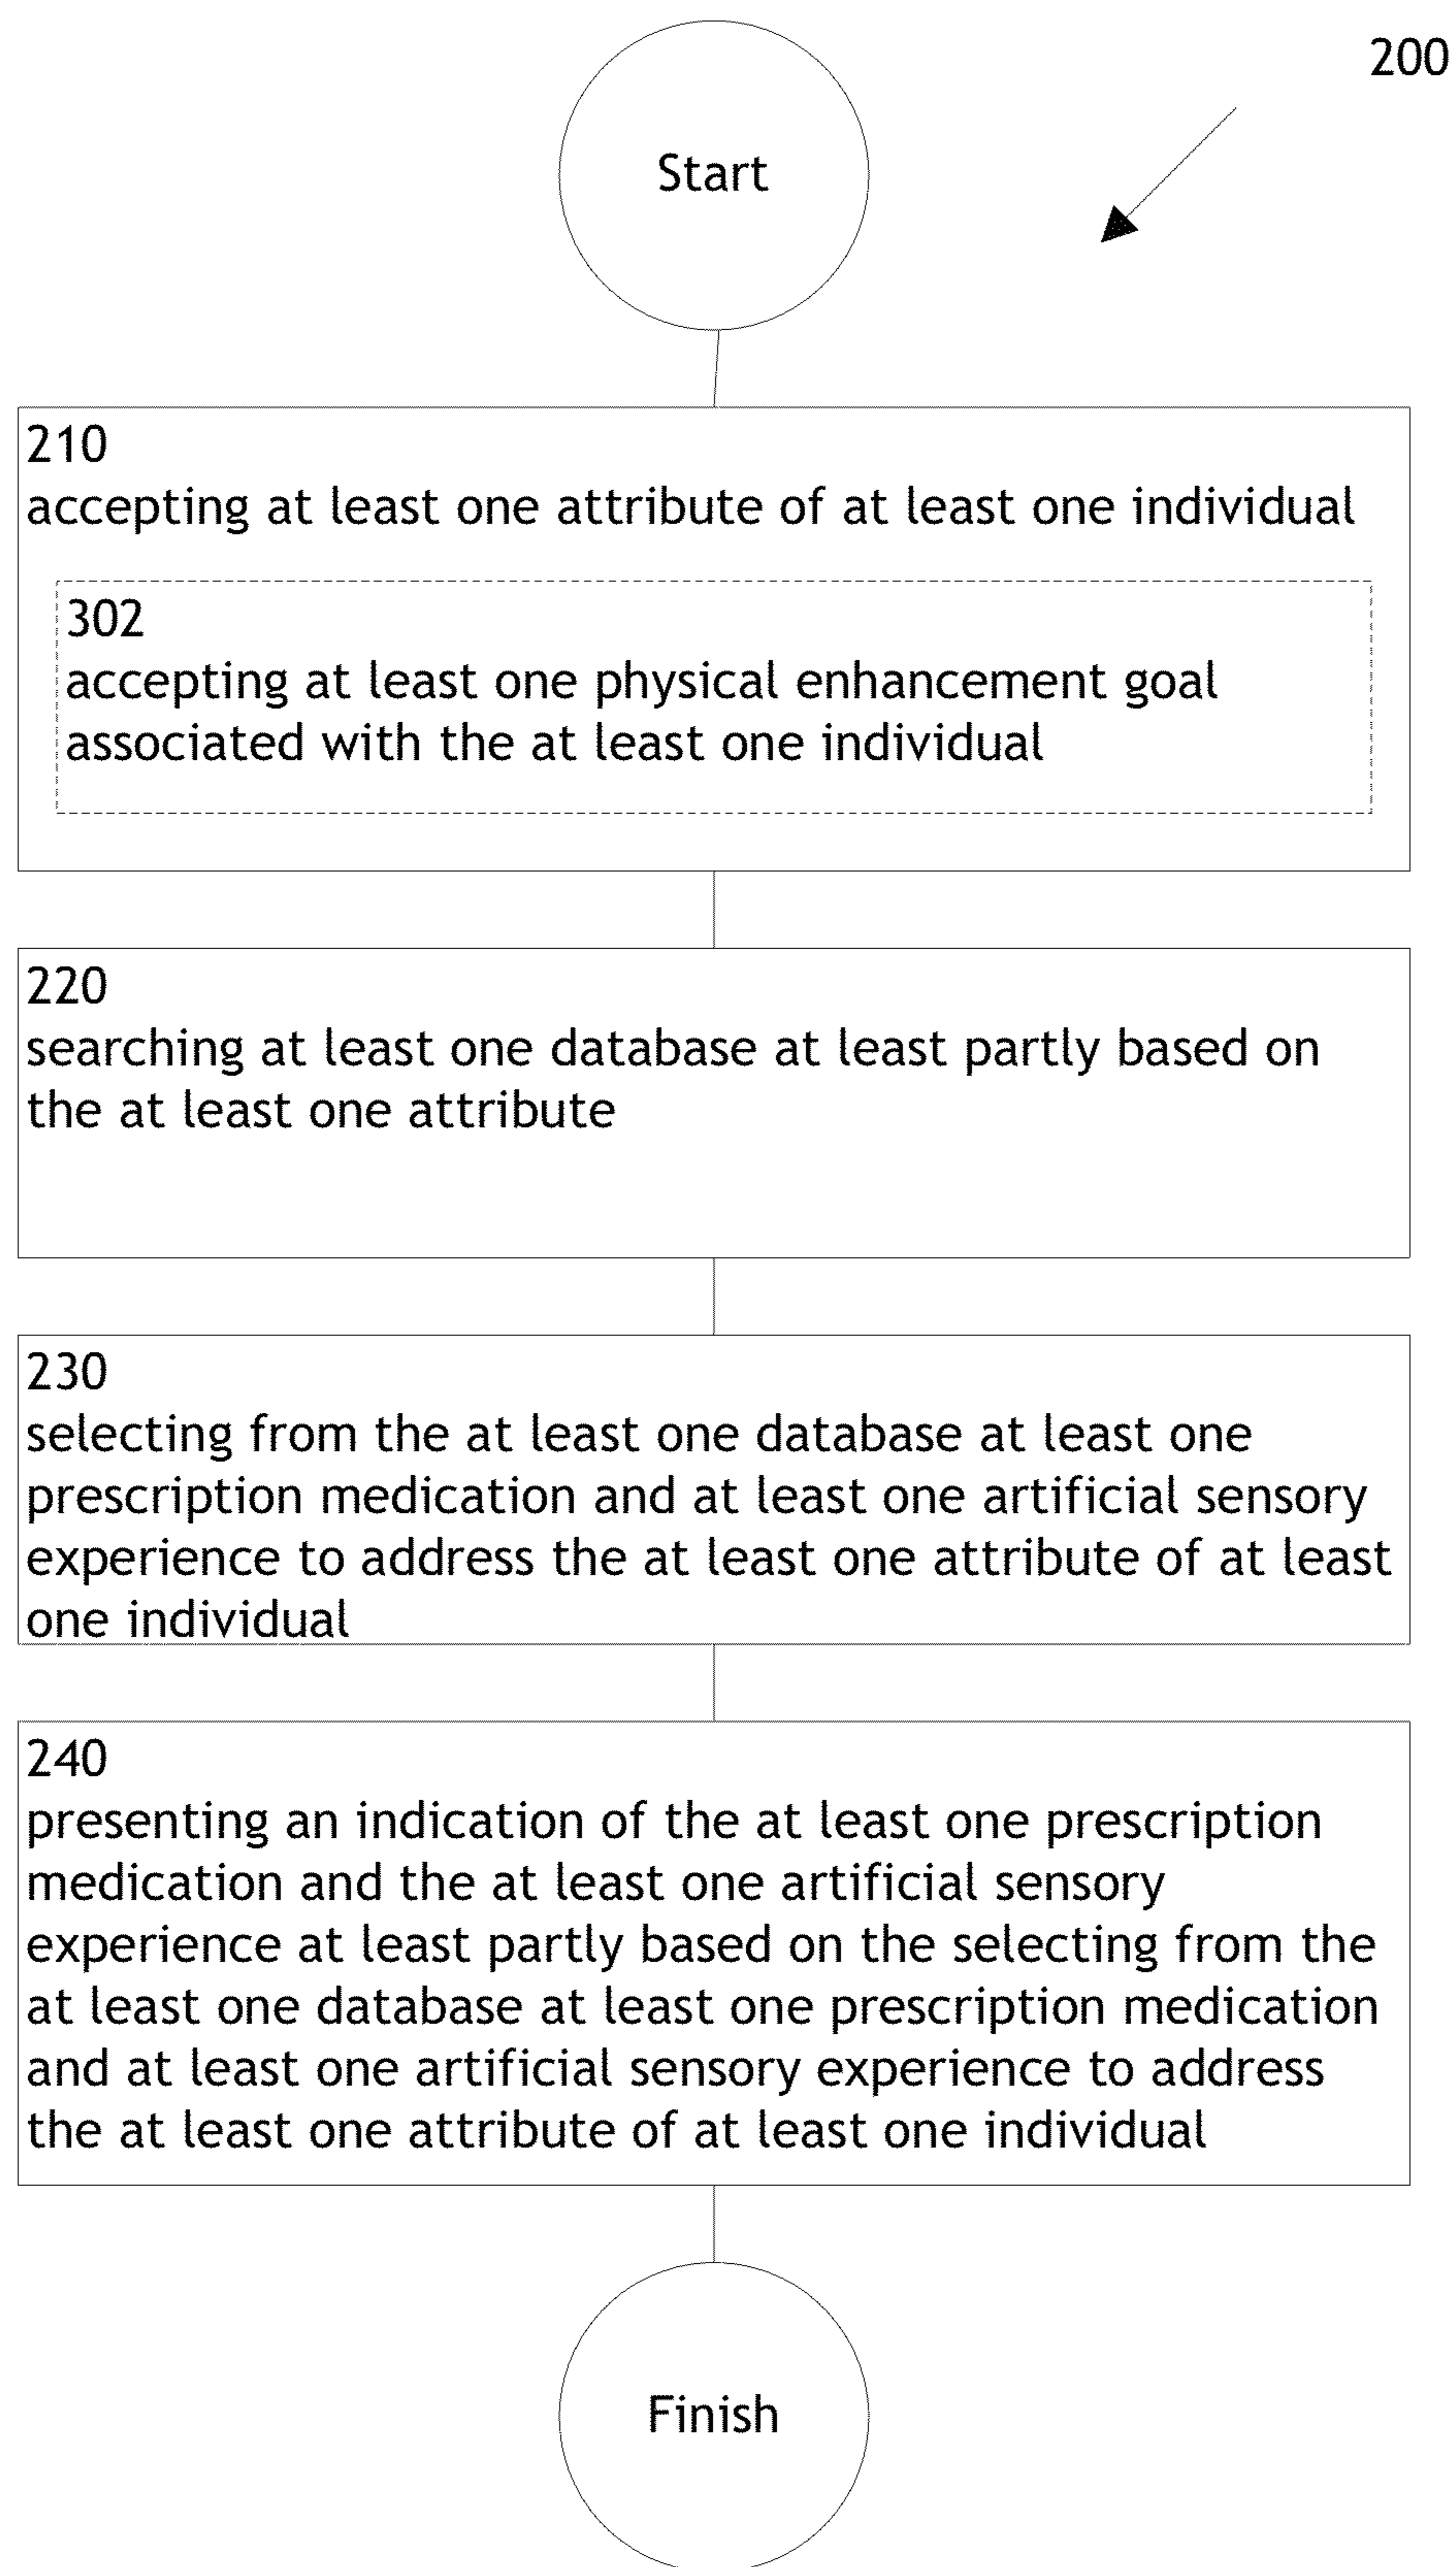 200
Start
210
accepting at least one attribute of at least one individual
302
accepting at least one physical enhancement goal
associated with the at least one individual
220
searching at least one database at least partly based on
the at least one attribute
230
selecting from the at least one database at least one
prescription medication and at least one artificial sensory
experience to address the at least one attribute of at least
one individual
240
presenting an indication of the at least one prescription
medication and the at least one artificial sensory
experience at least partly based on the selecting from the
at least one database at least one prescription medication
and at least one artificial sensory experience to address
the at least one attribute of at least one individual
Finish